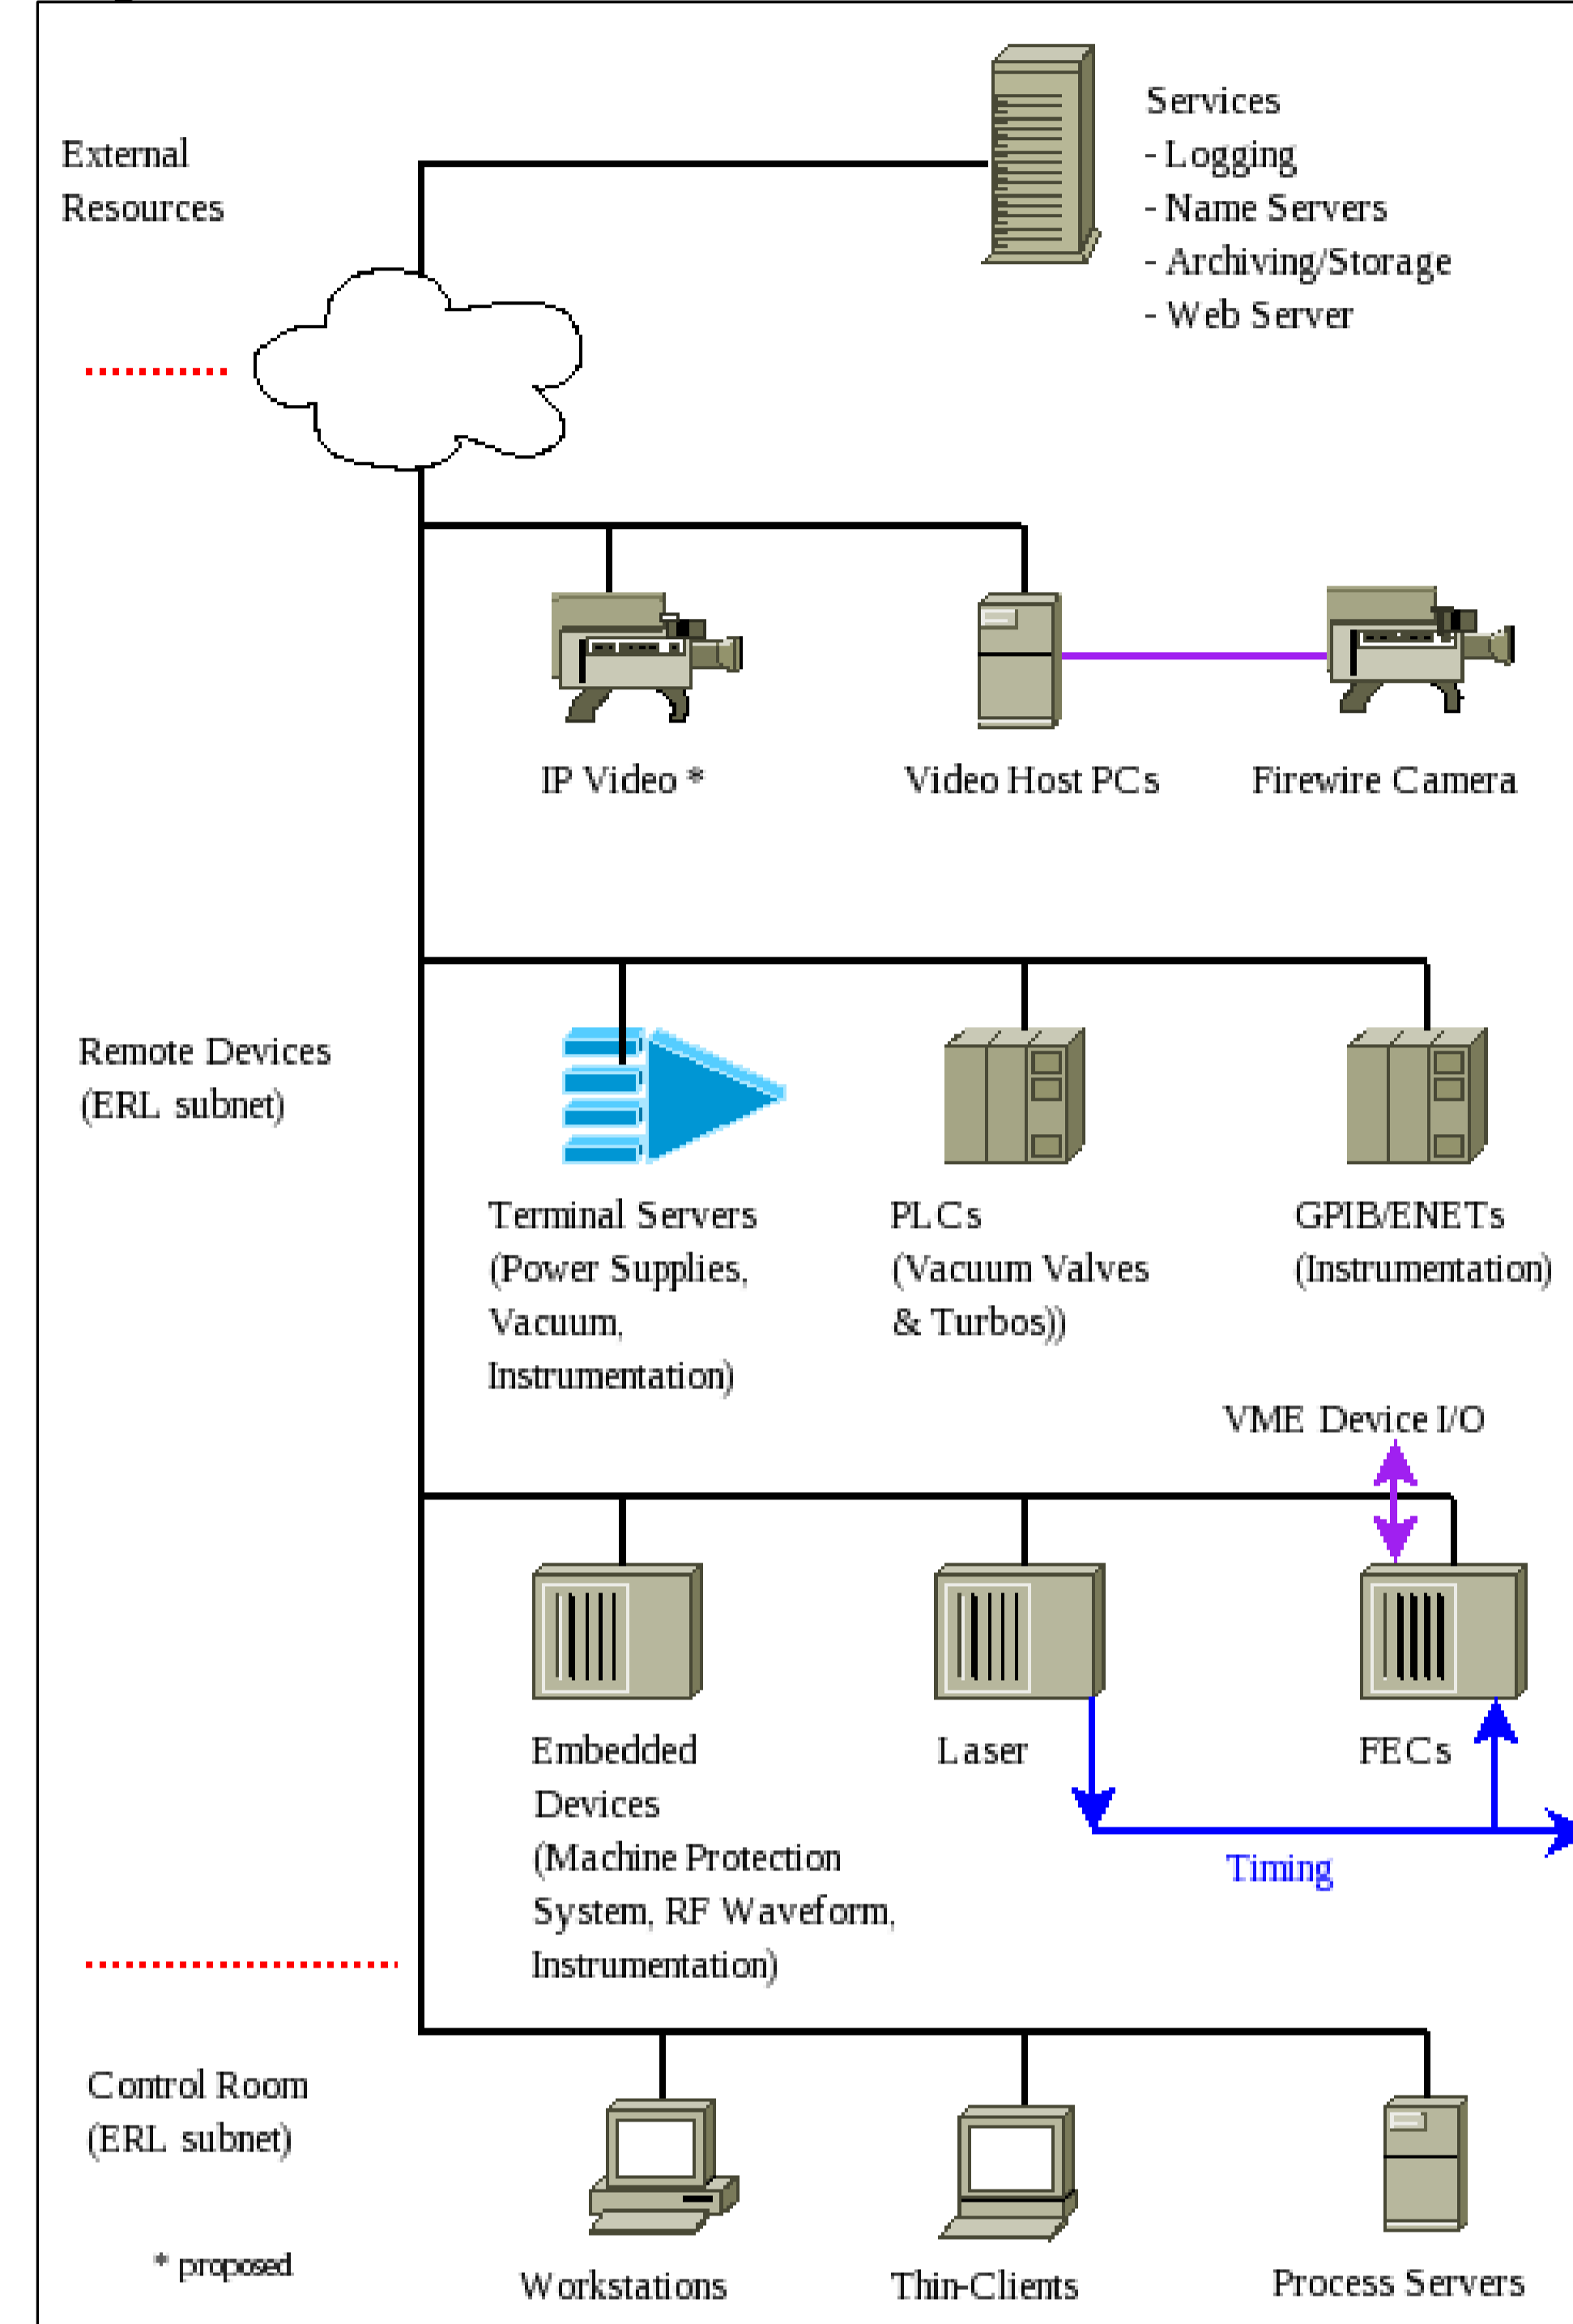 External
Resources
Services
- Logging
- Name Servers
- Archiving/Storage
- Web Server
IP Video *
Video Host PCs
Firewire Camera
Remote Devices
(ERL subnet)
Terminal Servers
(Power Supplies,
Vacuum,
Instrumentation)
PLCs
(Vacuum Valves
& Turbos))
GPIB/ENETs
(Instrumentation)
VME Device I/O
Embedded
Devices
(Machine Protection
System, RF Waveform,
Instrumentation)
Laser
FECs
Timing
Control Room
(ERL subnet)
* proposed
Workstations
Thin-Clients
Process Servers